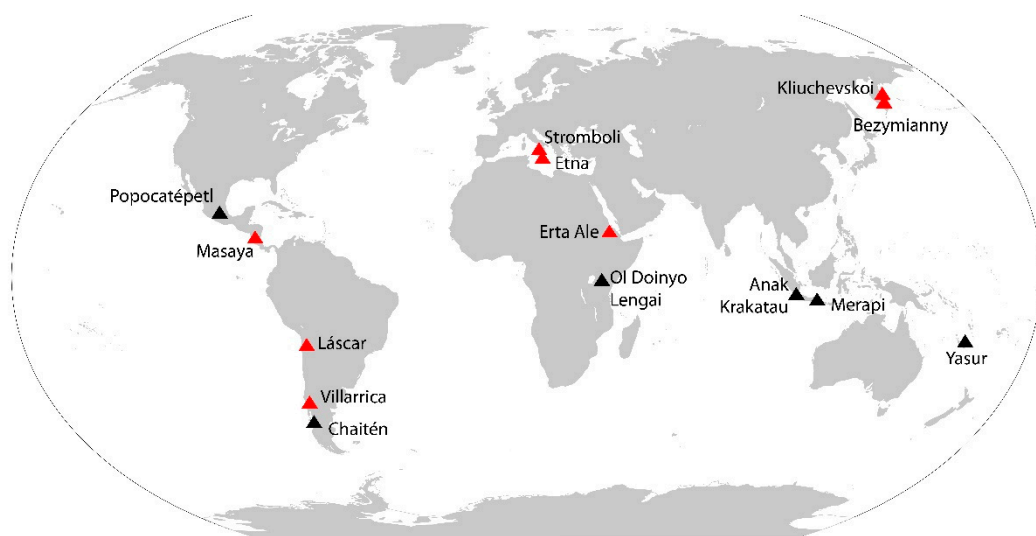 Kliuchevskoi
Bezymianny
Stromboli
Etna
Popocatépetl
Masaya
Erta Ale
Ol Doinyo
Lengai
Anak
Krakatau
Merapi
Yasur
Láscar
Villarrica
Chaitén